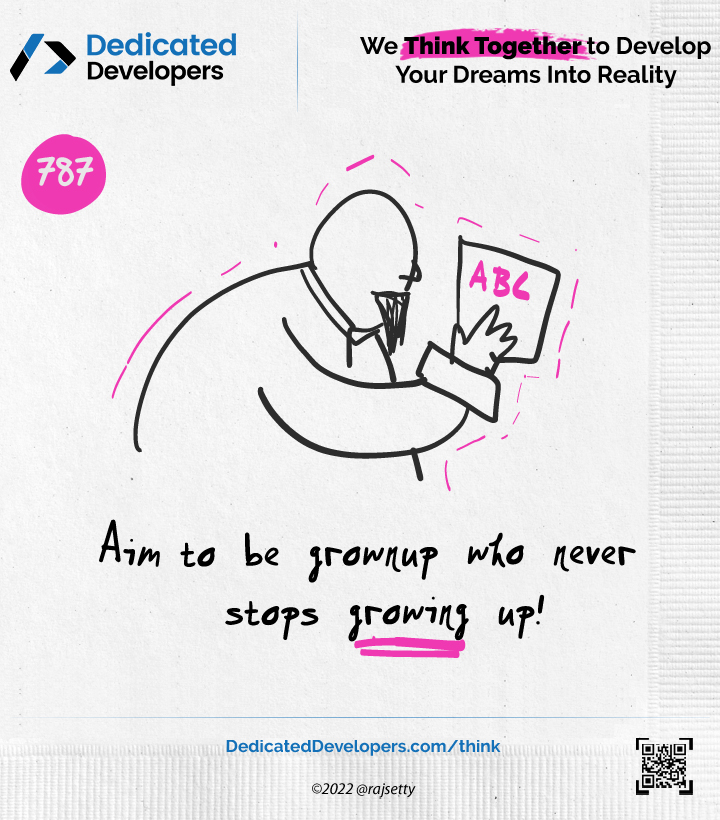 Dedicated
Developers
We Think Together to Develop
Your Dreams Into Reality
787
ABC
Aim to be grownup who never
stops growing up!
DedicatedDevelopers.com/think
©2022 @rajsetty